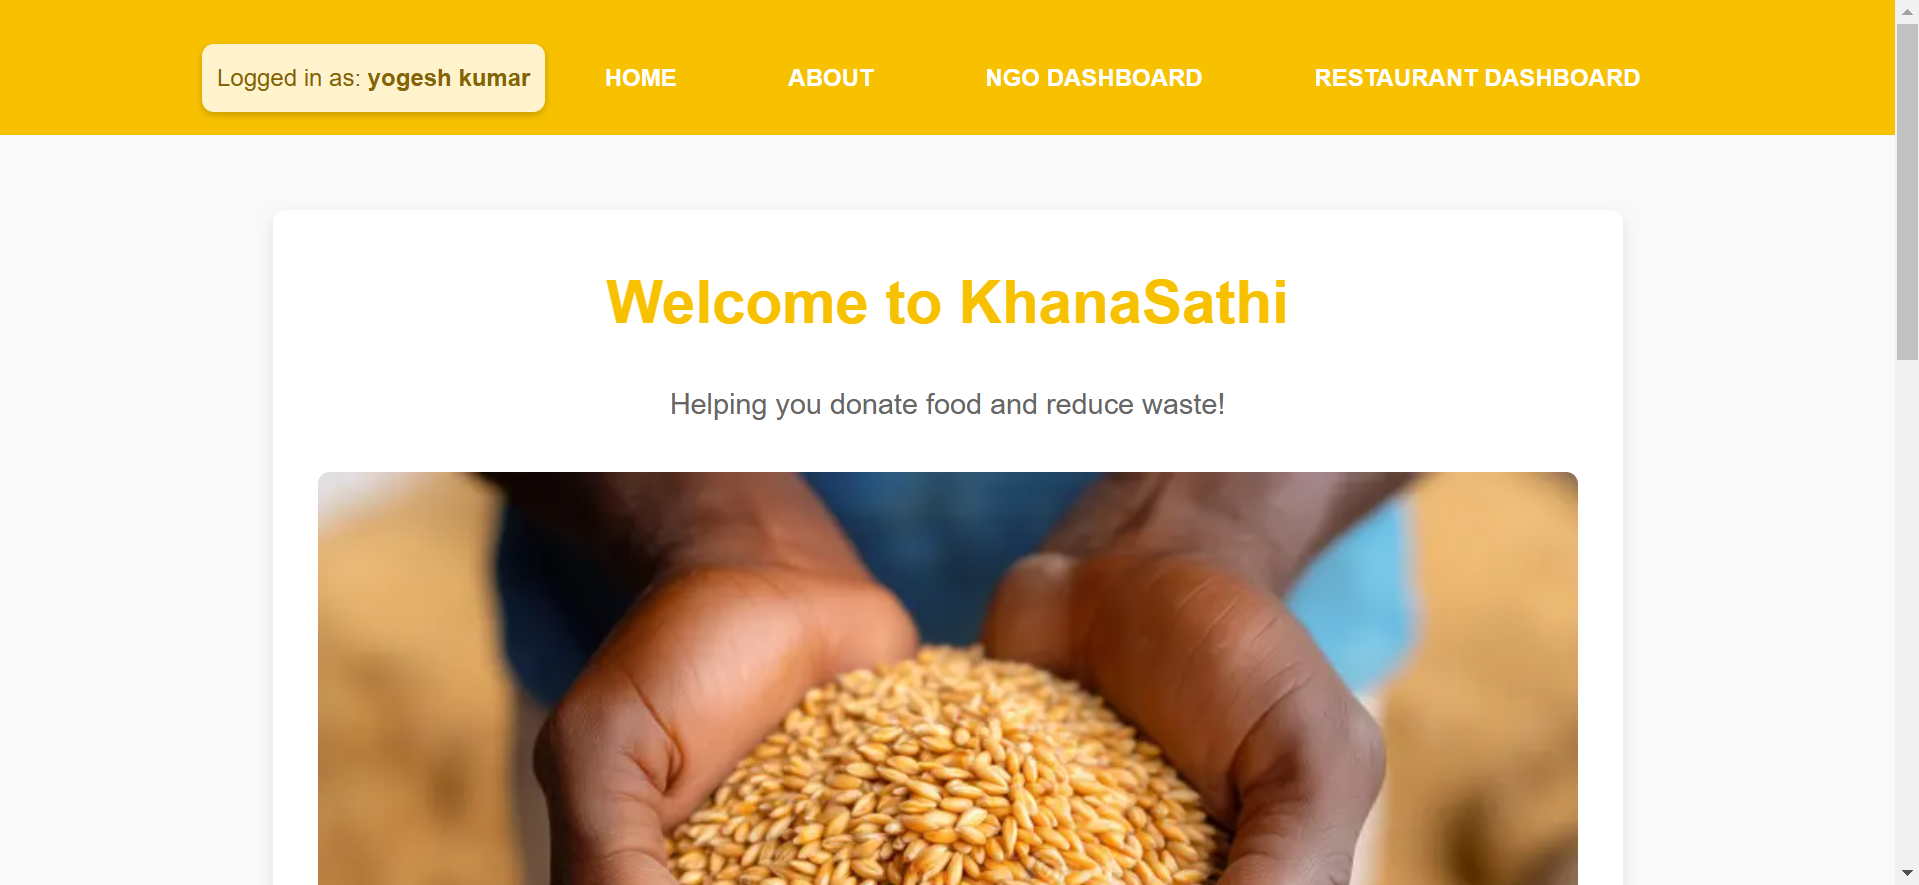 Logged in as: yogesh kumar HOME ABOUT NGO DASHBOARD RESTAURANT DASHBOARD
Welcome to KhanaSathi
Helping you donate food and reduce waste!